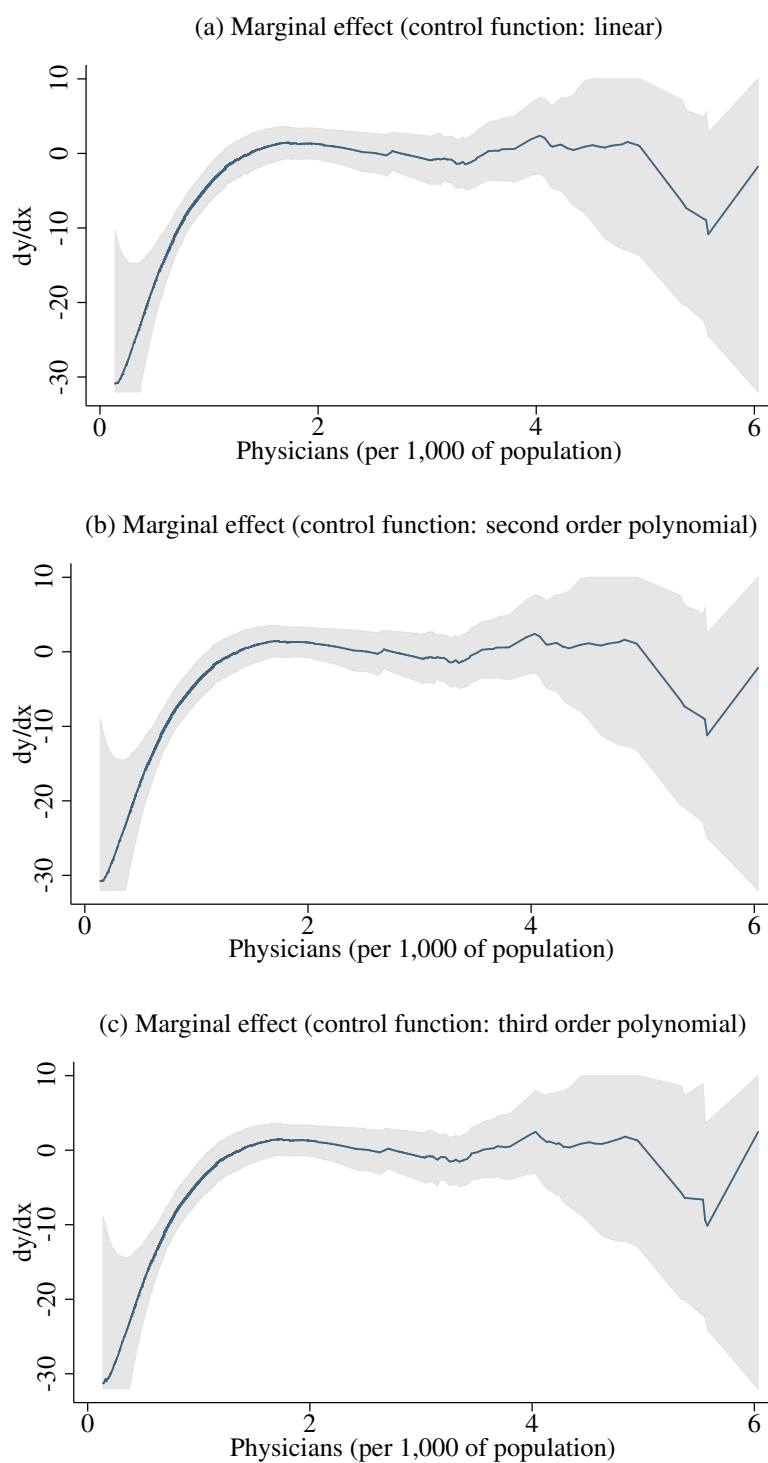 (a) Marginal effect (control function: linear)
10
0
-10
-20
-30
dy/dx
0 2 4 6
Physicians (per 1,000 of population)
(b) Marginal effect (control function: second order polynomial)
10
0
-10
-20
-30
dy/dx
0 2 4 6
Physicians (per 1,000 of population)
(c) Marginal effect (control function: third order polynomial)
10
0
-10
-20
-30
dy/dx
0 2 4 6
Physicians (per 1,000 of population)